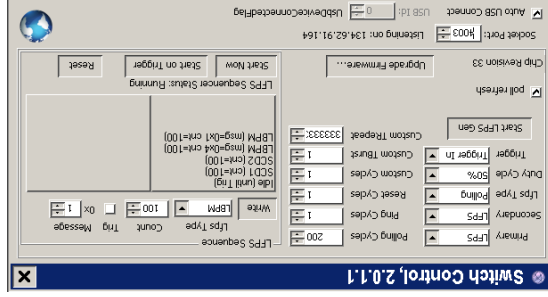 Switch Control, 2.0.1.1
Primary LFPS Polling Cycles 200
Secondary LFPS Ping Cycles 1
Lfps Type Polling Reset Cycles 1
Duty Cycle 50% Custom Cycles 1
Trigger Trigger In Custom TBurst 1
Start LFPS Gen Custom TRepeat 333333
poll refresh
Chip Revision 33 Upgrade Firmware...
LFPS Sequence
Lfps Type Count Trig Message
Write LBPM 100 0x 1
Idle (until Trig)
SCD1 (cnt=100)
SCD2 (cnt=100)
LBPM (msg=0x4 cnt=100)
LBPM (msg=0x1 cnt=100)
LFPS Sequencer Status: Running
Start Now Start on Trigger Reset
Socket Port: 4003 Listening on: 134.62.91.164
Auto USB Connect USB Id: 0 UsbDeviceConnectedFlag